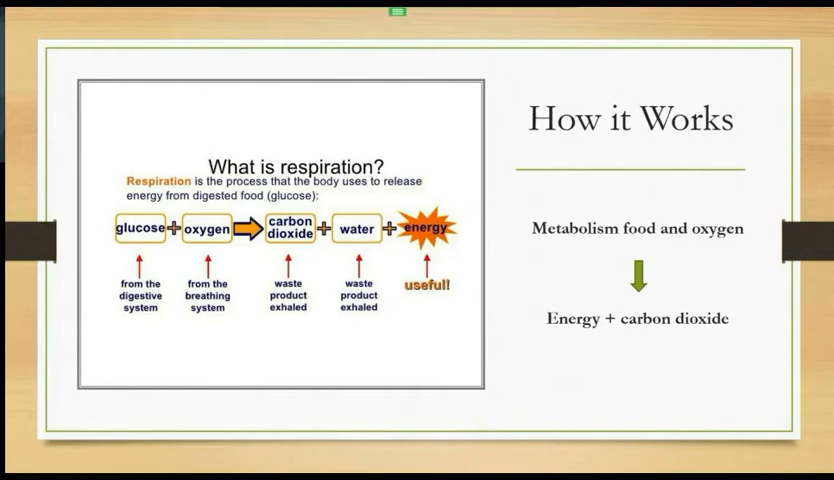 What is respiration?
Respiration is the process that the body uses to release
energy from digested food (glucose):
glucose + oxygen carbon dioxide + water + energy
from the digestive system
from the breathing system
waste product exhaled
waste product exhaled
useful!
How it Works
Metabolism food and oxygen
Energy + carbon dioxide